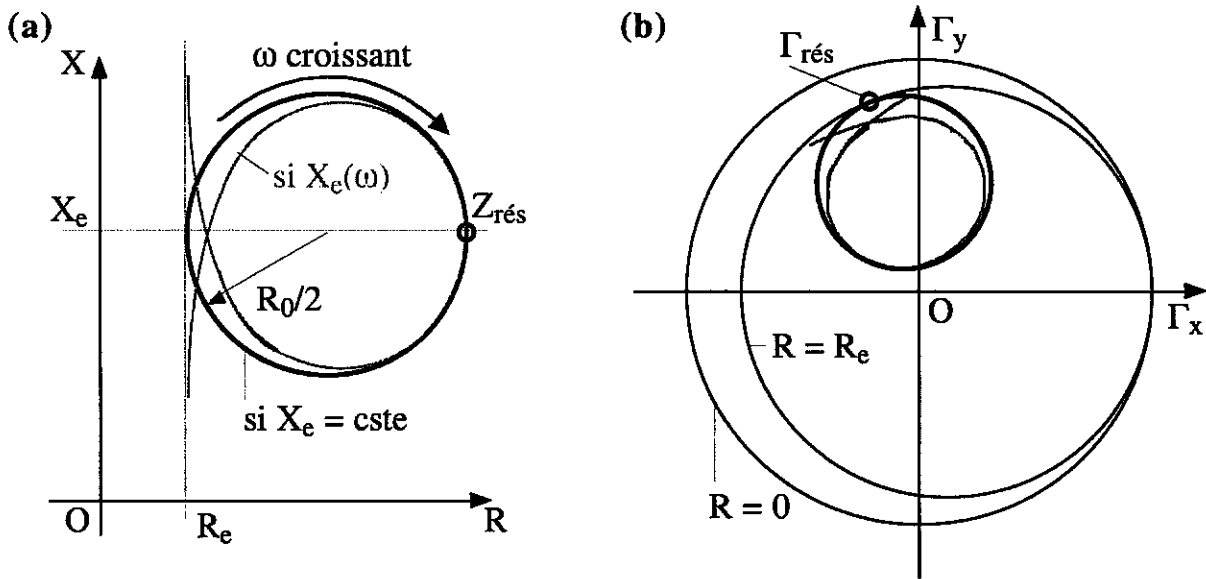 (a)
X
ω croissant
si Xe(ω)
Xe
Zrés
R0/2
si Xe = cste
O
Re
R
(b)
Γy
Γrés
O
Γx
R = Re
R = 0